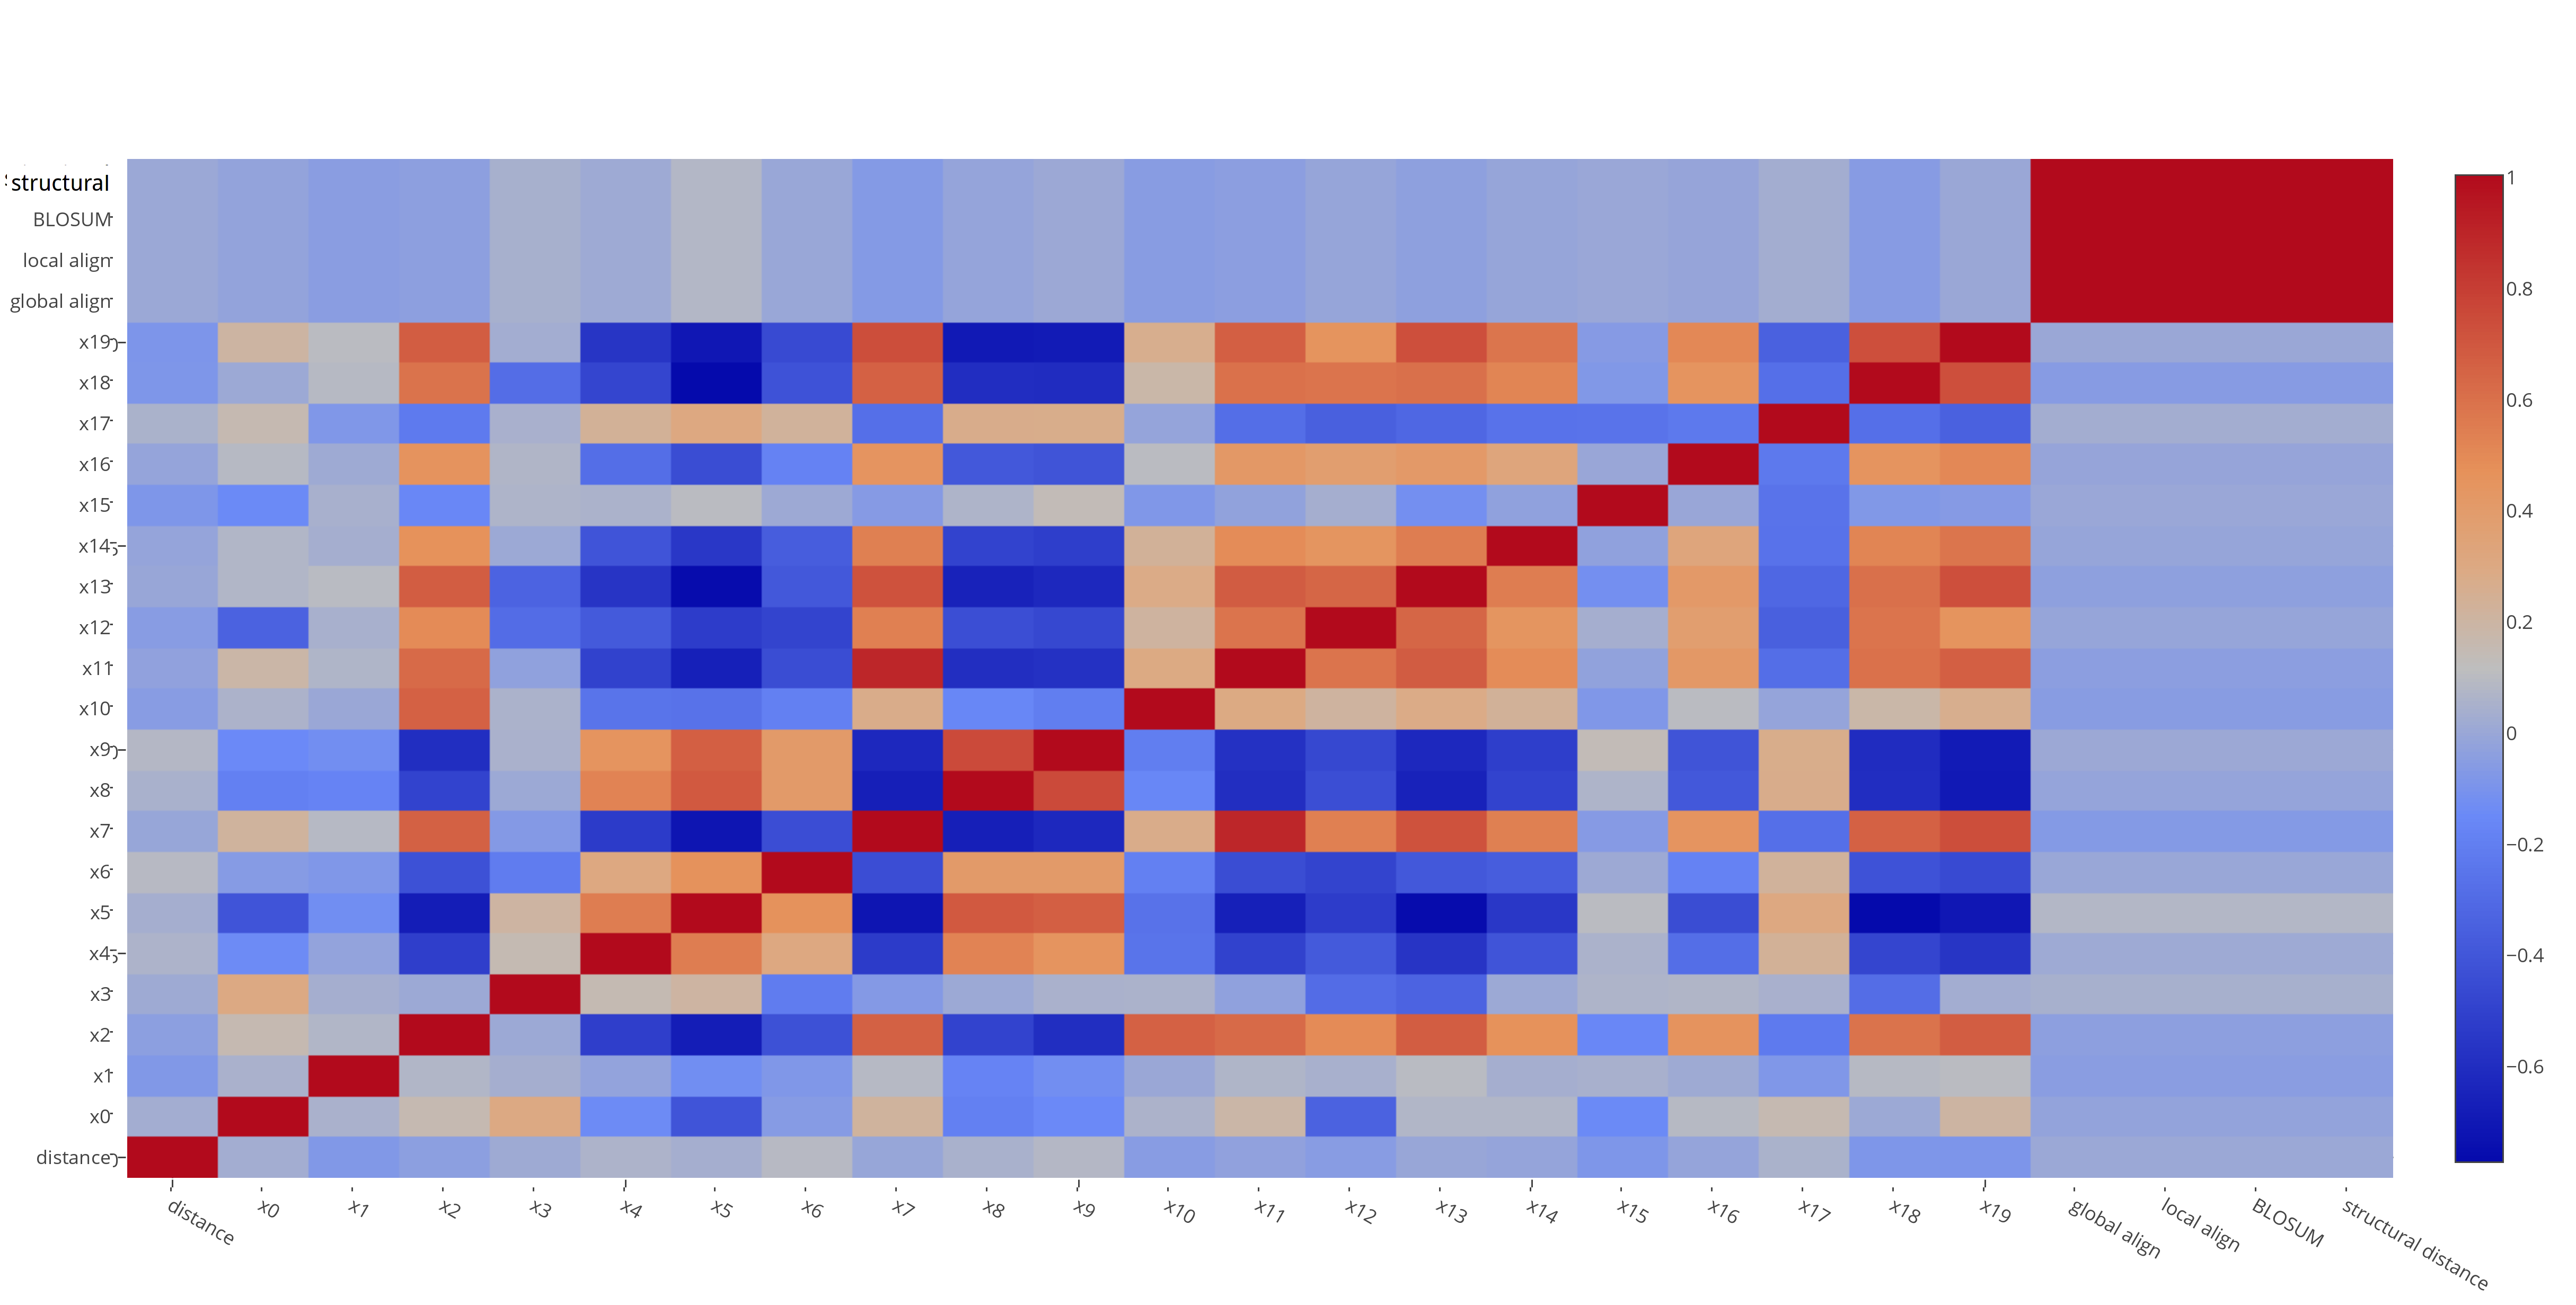 structural
BLOSUM
local align
global align
x19
x18
x17
x16
x15
x14
x13
x12
x11
x10
x9
x8
x7
x6
x5
x4
x3
x2
x1
x0
distance
distance
x0
x1
x2
x3
x4
x5
x6
x7
x8
x9
x10
x11
x12
x13
x14
x15
x16
x17
x18
x19
global align
local align
BLOSUM
structural distance
1
0.8
0.6
0.4
0.2
0
−0.2
−0.4
−0.6